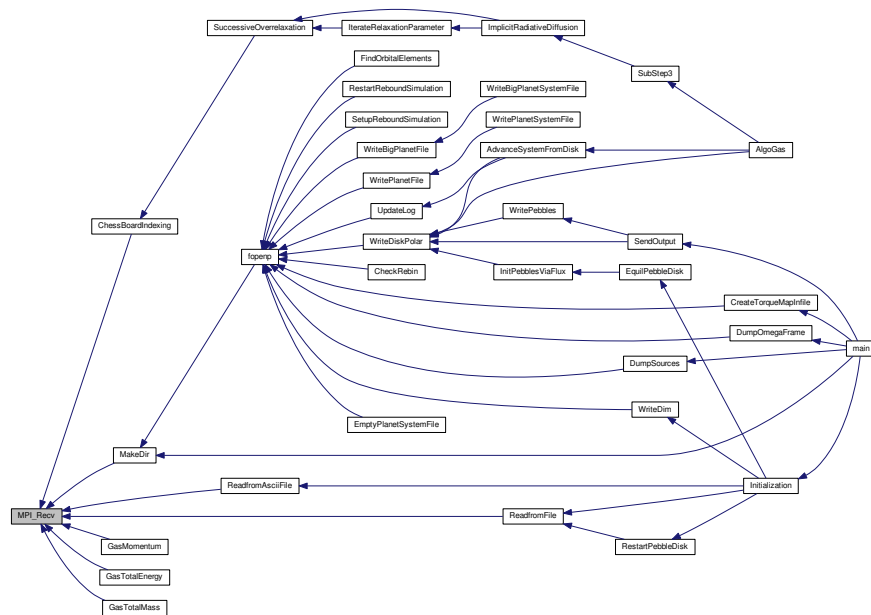 SuccessiveOverrelaxation
IterateRelaxationParameter
ImplicitRadiativeDiffusion
FindOrbitalElements
SubStep3
RestartReboundSimulation
WriteBigPlanetSystemFile
SetupReboundSimulation
WritePlanetSystemFile
WriteBigPlanetFile
AdvanceSystemFromDisk
AlgoGas
WritePlanetFile
UpdateLog
WritePebbles
ChessBoardIndexing
WriteDiskPolar
SendOutput
fopenp
CheckRebin
InitPebblesViaFlux
EquilPebbleDisk
CreateTorqueMapInfile
DumpOmegaFrame
main
DumpSources
WriteDim
EmptyPlanetSystemFile
MakeDir
ReadfromAsciiFile
Initialization
MPI_Recv
ReadfromFile
GasMomentum
RestartPebbleDisk
GasTotalEnergy
GasTotalMass